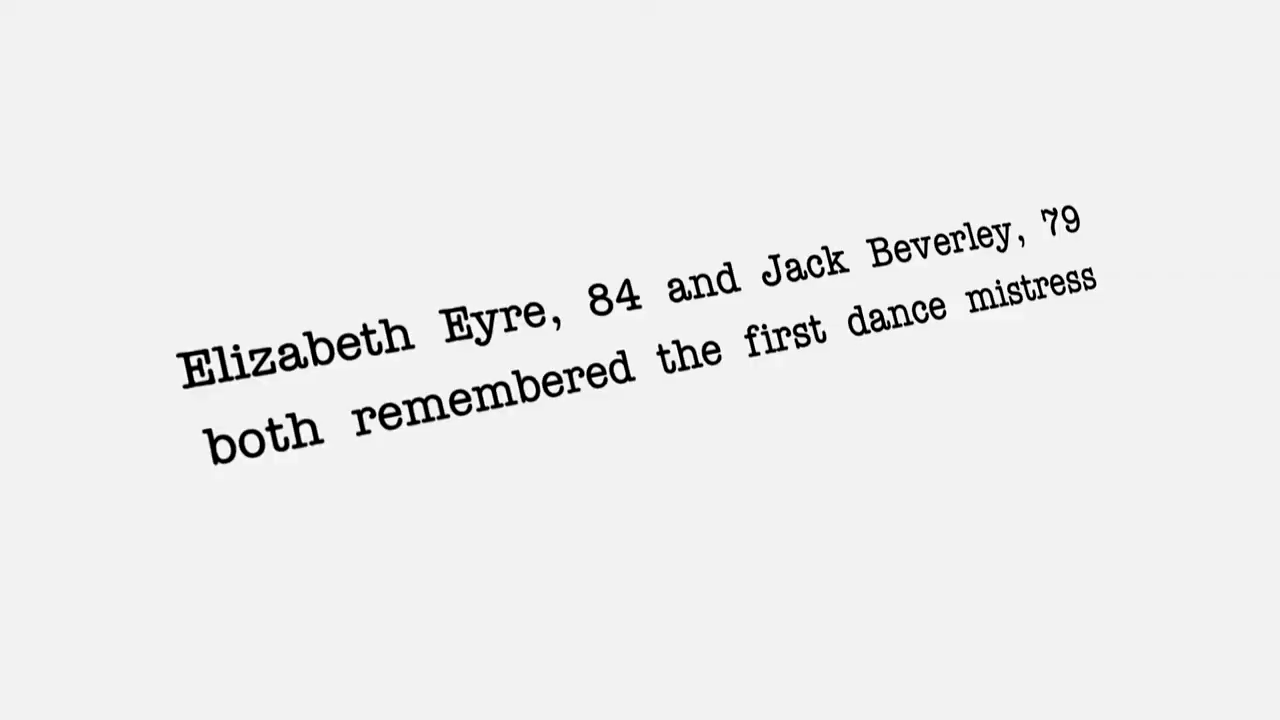 Elizabeth Eyre, 84 and Jack Beverley, 79
both remembered the first dance mistress